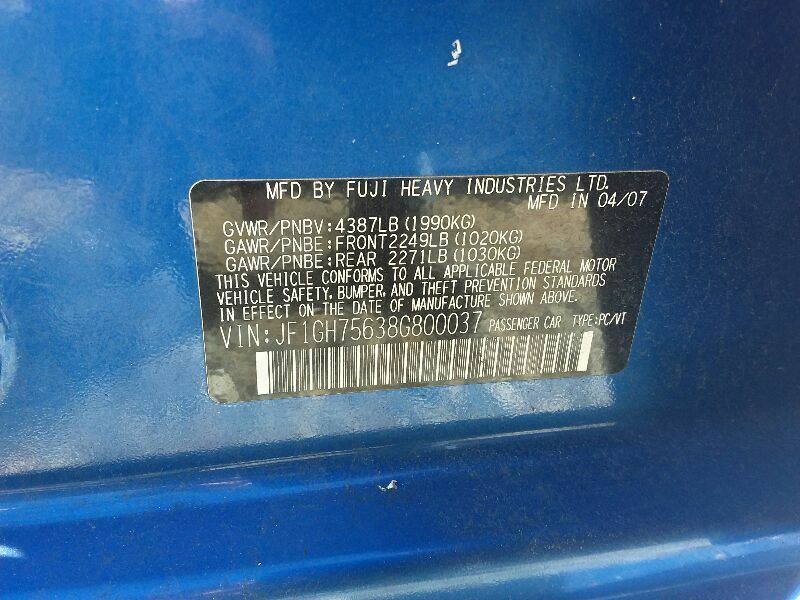 MFD BY FUJI HEAVY INDUSTRIES LTD.
MFD IN 04/07
GVWR/PNBV:4387LB(1990KG)
GAWR/PNBE:FRONT2249LB(1020KG)
GAWR/PNBE:REAR 2271LB(1030KG)
THIS VEHICLE CONFORMS TO ALL APPLICABLE FEDERAL MOTOR
VEHICLE SAFETY, BUMPER, AND THEFT PREVENTION STANDARDS
IN EFFECT ON THE DATE OF MANUFACTURE SHOWN ABOVE.
VIN:JF1GH75638G800037 PASSENGER CAR TYPE:PC/VT